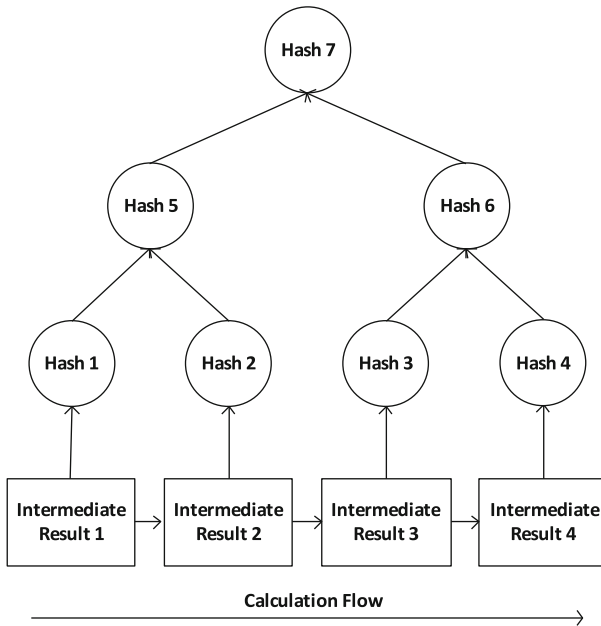 Hash 7
Hash 5
Hash 6
Hash 1
Hash 2
Hash 3
Hash 4
Intermediate
Result 1
Intermediate
Result 2
Intermediate
Result 3
Intermediate
Result 4
Calculation Flow